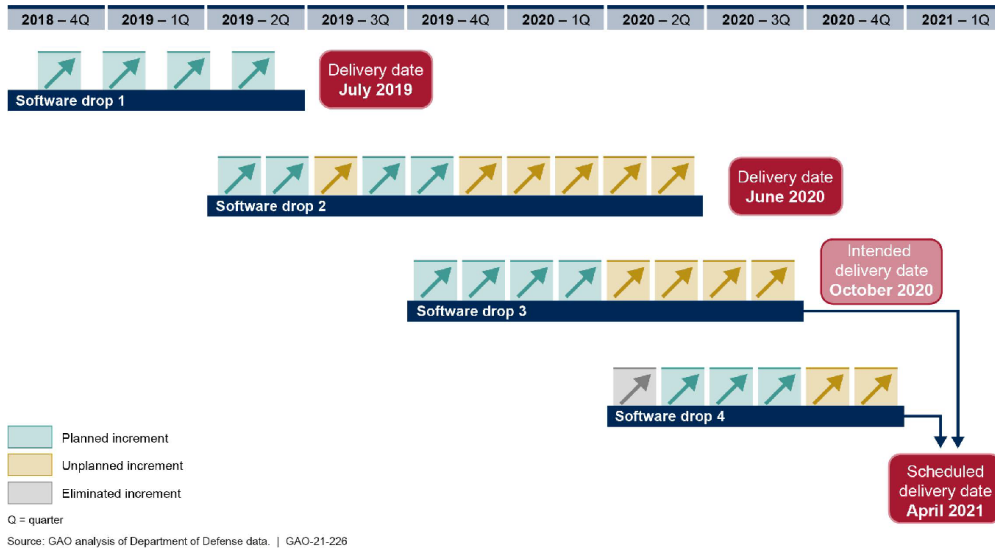 2018 – 4Q 2019 – 1Q 2019 – 2Q 2019 – 3Q 2019 – 4Q 2020 – 1Q 2020 – 2Q 2020 – 3Q 2020 – 4Q 2021 – 1Q
Delivery date
July 2019
Software drop 1
Delivery date
June 2020
Software drop 2
Intended
delivery date
October 2020
Software drop 3
Software drop 4
Planned increment
Unplanned increment
Eliminated increment
Scheduled
delivery date
April 2021
Q = quarter
Source: GAO analysis of Department of Defense data. | GAO-21-226